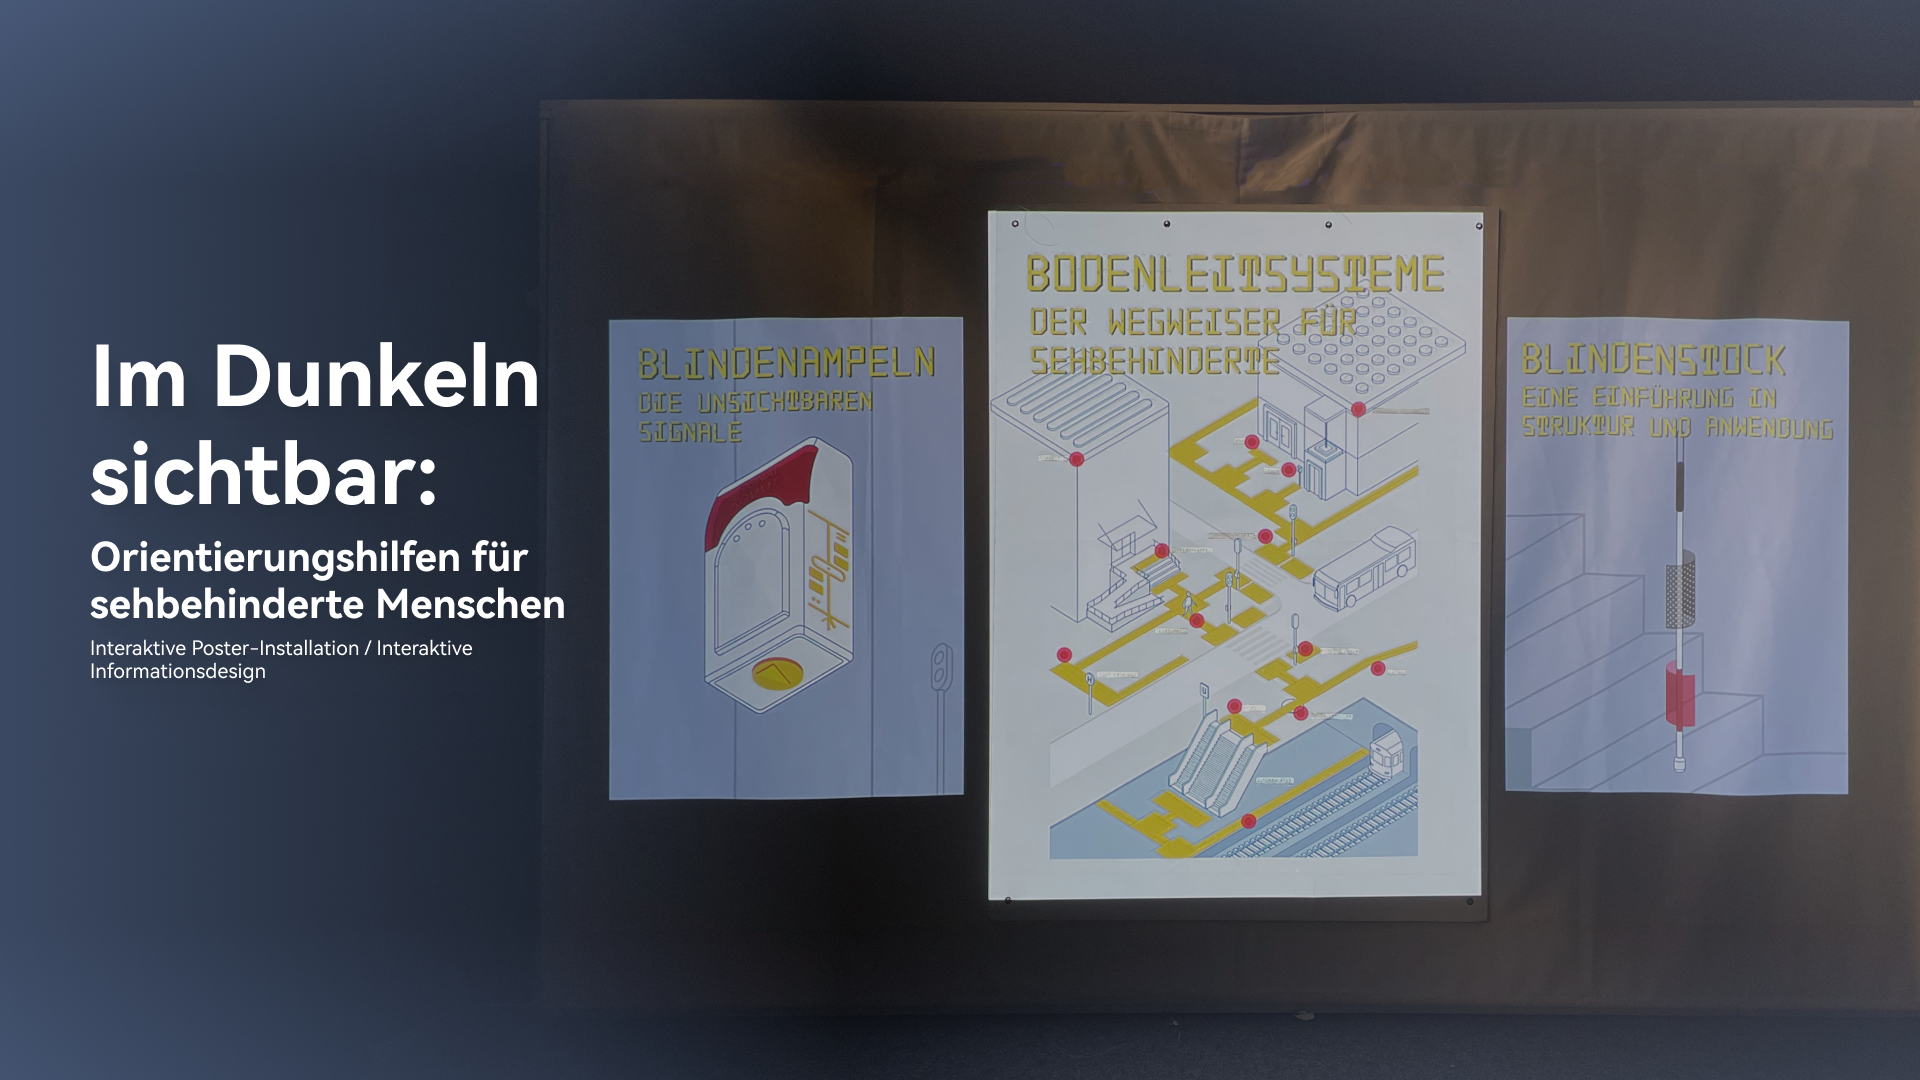 Im Dunkeln
sichtbar:
Orientierungshilfen für
sehbehinderte Menschen
Interaktive Poster-Installation / Interaktive
Informationsdesign
BLINDENAMPELN
DIE UNSICHTBAREN
SIGNALE
BODENLEITSYSTEME
DER WEGWEISER FÜR
SEHBEHINDERTE
BLINDENSTOCK
EINE EINFÜHRUNG IN
STRUKTUR UND ANWENDUNG